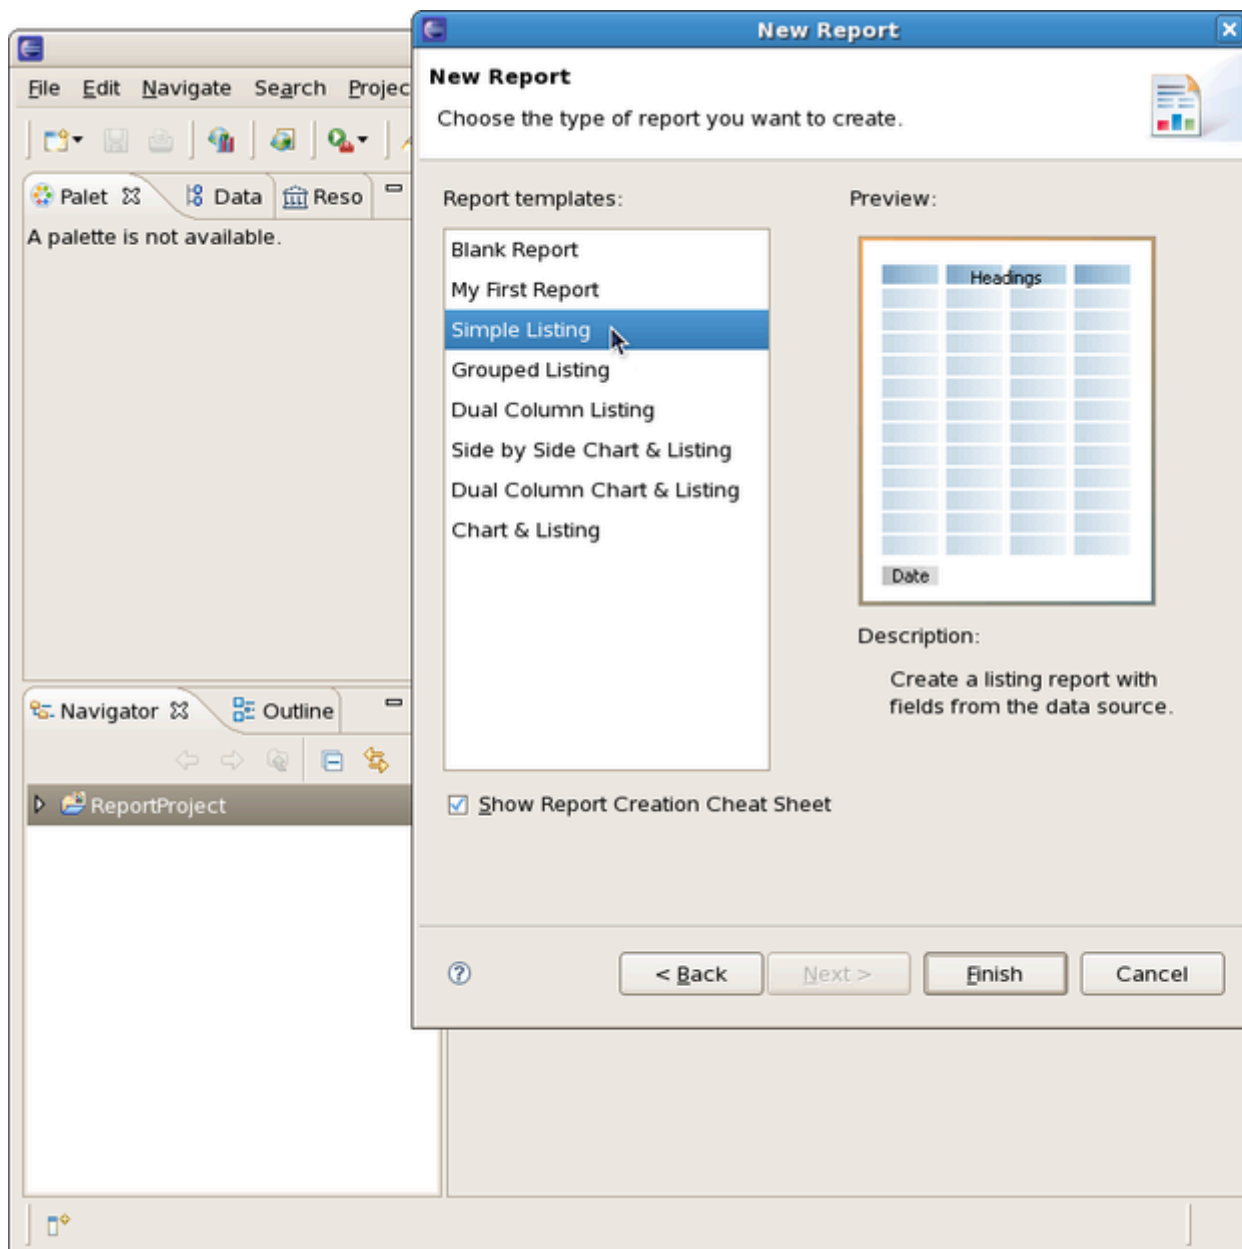 New Report
File Edit Navigate Search Projec
New Report
Choose the type of report you want to create.
Palet Data Reso
A palette is not available.
Report templates:
Blank Report
My First Report
Simple Listing
Grouped Listing
Dual Column Listing
Side by Side Chart & Listing
Dual Column Chart & Listing
Chart & Listing
Preview:
Headings
Date
Description:
Create a listing report with
fields from the data source.
Navigator Outline
ReportProject
Show Report Creation Cheat Sheet
< Back Next > Finish Cancel